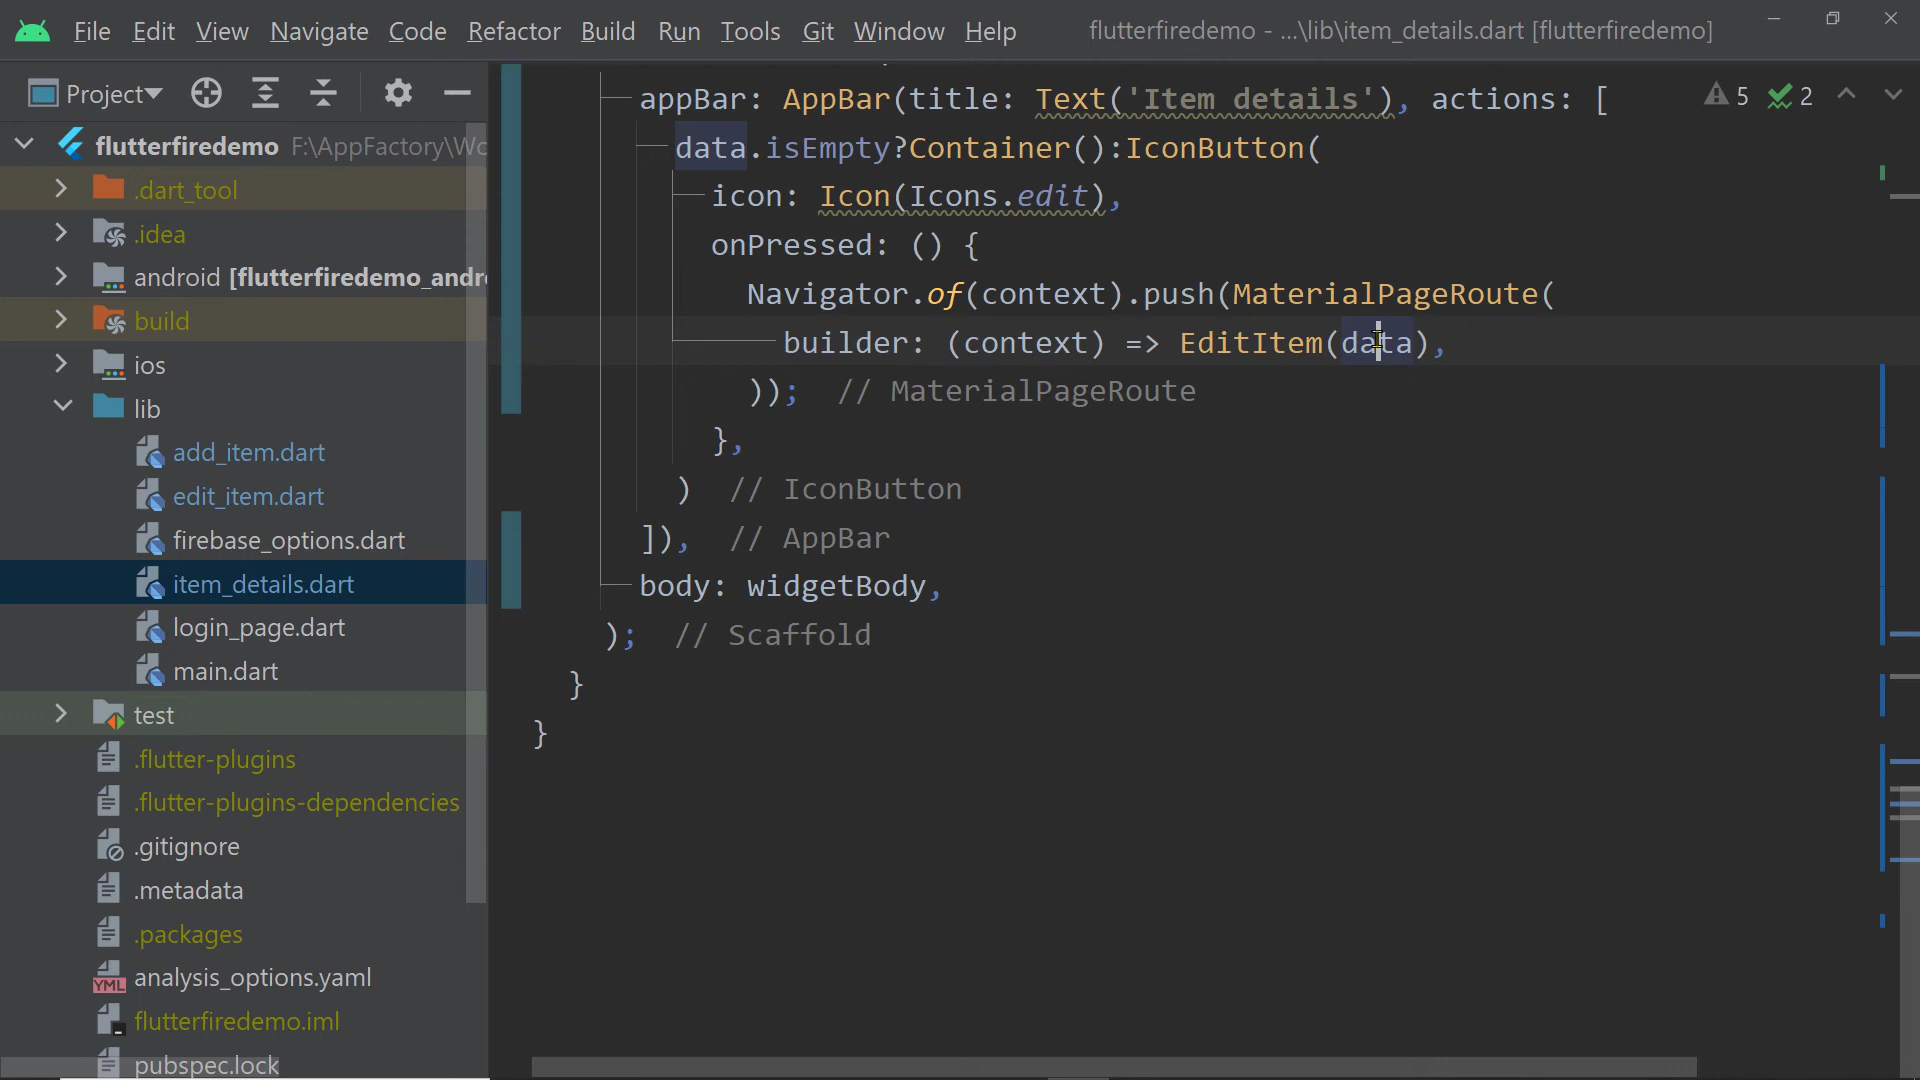 File Edit View Navigate Code Refactor Build Run Tools Git Window Help flutterfiredemo - ...\lib\item_details.dart [flutterfiredemo]
Project
flutterfiredemo F:\AppFactory\Wo
.dart_tool
.idea
android [flutterfiredemo_andr
build
ios
lib
add_item.dart
edit_item.dart
firebase_options.dart
item_details.dart
login_page.dart
main.dart
test
.flutter-plugins
.flutter-plugins-dependencies
.gitignore
.metadata
.packages
analysis_options.yaml
flutterfiredemo.iml
pubspec.lock
appBar: AppBar(title: Text('Item details'), actions: [
data.isEmpty?Container():IconButton(
icon: Icon(Icons.edit),
onPressed: () {
Navigator.of(context).push(MaterialPageRoute(
builder: (context) => EditItem(data),
)); // MaterialPageRoute
},
) // IconButton
]), // AppBar
body: widgetBody,
); // Scaffold
}
}
5 2
YML